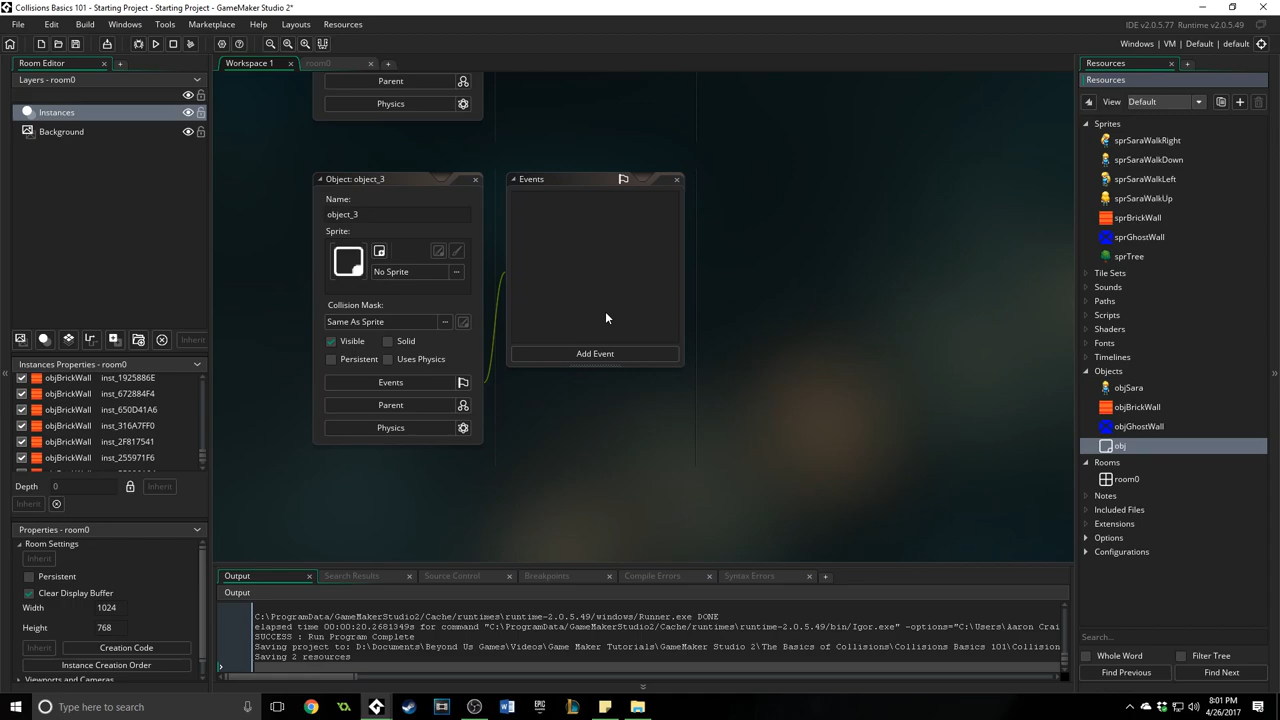 Collisions Basics 101 - Starting Project - Starting Project - GameMaker Studio 2*
File Edit Build Windows Tools Marketplace Help Layouts Resources
IDE v2.0.5.77 Runtime v2.0.5.49
Windows | VM | Default | default
Room Editor
Workspace 1
room0
Resources
Layers - room0
Resources
View Default
Instances
Background
Parent
Physics
Object: object_3
Name:
object_3
Sprite:
No Sprite
Collision Mask:
Same As Sprite
Visible Solid
Persistent Uses Physics
Events
Parent
Physics
Events
Add Event
Sprites
sprSaraWalkRight
sprSaraWalkDown
sprSaraWalkLeft
sprSaraWalkUp
sprBrickWall
sprGhostWall
sprTree
Tile Sets
Sounds
Paths
Scripts
Shaders
Fonts
Timelines
Objects
objSara
objBrickWall
objGhostWall
obj
Rooms
room0
Notes
Included Files
Extensions
Options
Configurations
Inherit
Instances Properties - room0
objBrickWall inst_1925886E
objBrickWall inst_672884F4
objBrickWall inst_650D41A6
objBrickWall inst_316A7FF0
objBrickWall inst_2F817541
objBrickWall inst_255971F6
Depth 0 Inherit
Inherit
Properties - room0
Room Settings
Inherit
Persistent
Clear Display Buffer
Width 1024
Height 768
Inherit Creation Code
Instance Creation Order
Viewports and Cameras
Output Search Results Source Control Breakpoints Compile Errors Syntax Errors
Output
C:\ProgramData/GameMakerStudio2/Cache/runtimes\runtime-2.0.5.49/windows/Runner.exe DONE
elapsed time 00:00:20.2681349s for command "C:\ProgramData/GameMakerStudio2/Cache/runtimes\runtime-2.0.5.49/bin/Igor.exe" -options="C:\Users\Aaron Crai
SUCCESS : Run Program Complete
Saving project to: D:\Documents\Beyond Us Games\Videos\Game Maker Tutorials\GameMaker Studio 2\The Basics of Collisions\Collisions Basics 101\Collision
Saving 2 resources
Search...
Whole Word Filter Tree
Find Previous Find Next
Type here to search
8:01 PM
4/26/2017